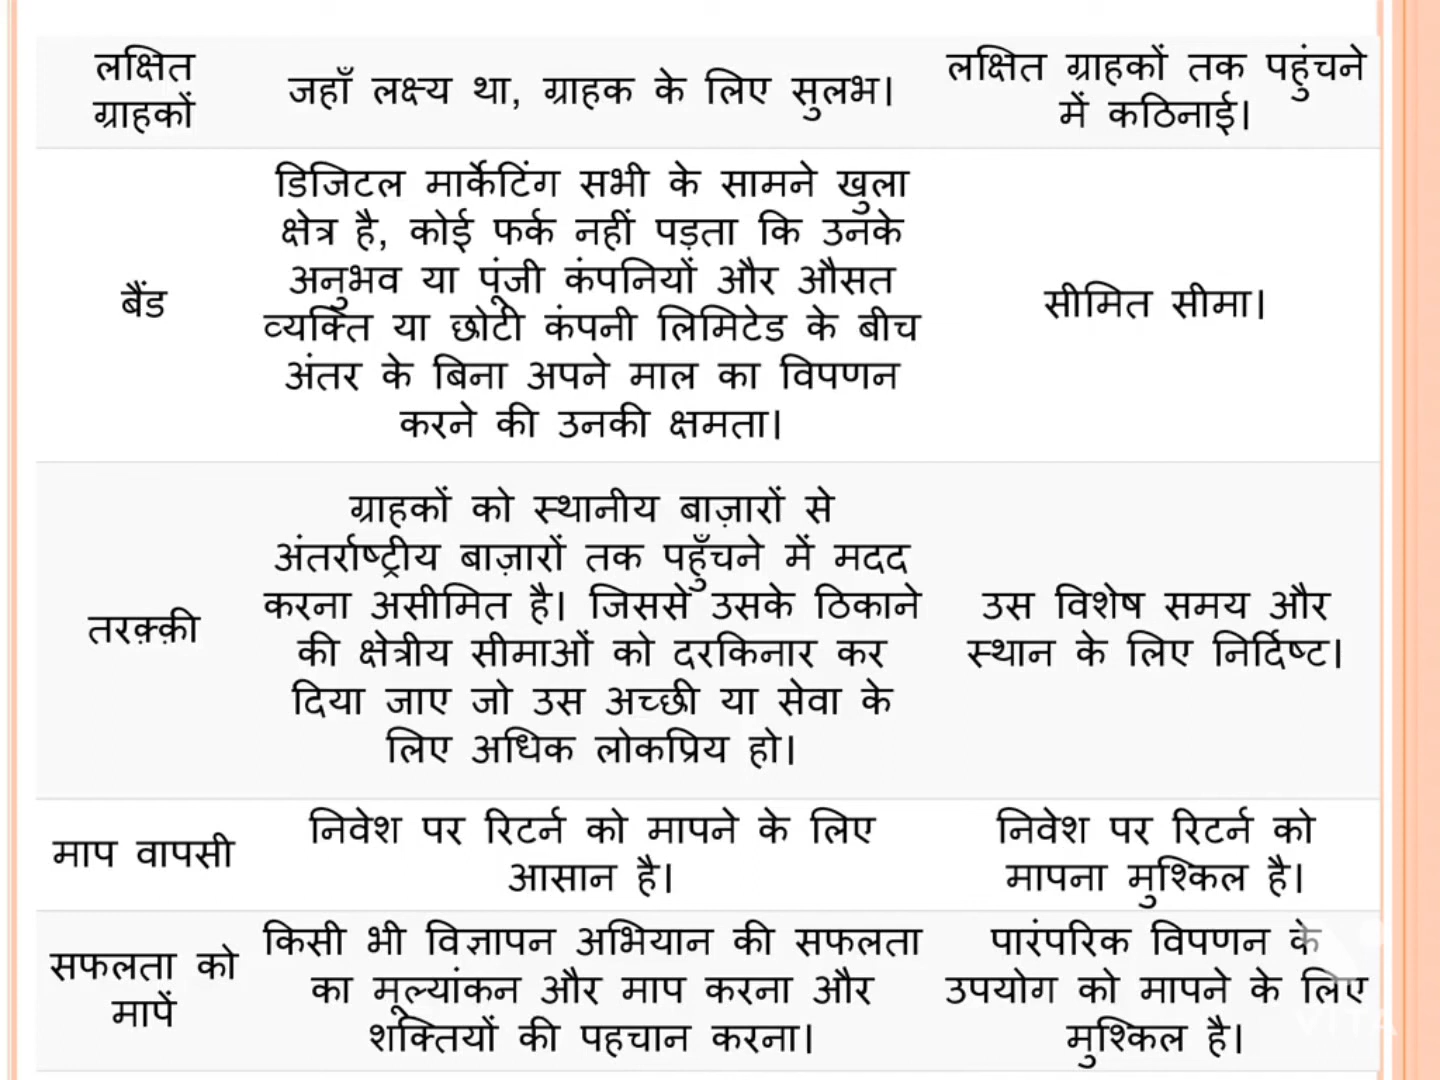 लक्षित
ग्राहकों
जहाँ लक्ष्य था, ग्राहक के लिए सुलभ।
लक्षित ग्राहकों तक पहुंचने
में कठिनाई।
बैंड
डिजिटल मार्केटिंग सभी के सामने खुला
क्षेत्र है, कोई फर्क नहीं पड़ता कि उनके
अनुभव या पूंजी कंपनियों और औसत
व्यक्ति या छोटी कंपनी लिमिटेड के बीच
अंतर के बिना अपने माल का विपणन
करने की उनकी क्षमता।
सीमित सीमा।
तरक़्क़ी
ग्राहकों को स्थानीय बाज़ारों से
अंतर्राष्ट्रीय बाज़ारों तक पहुँचने में मदद
करना असीमित है। जिससे उसके ठिकाने
की क्षेत्रीय सीमाओं को दरकिनार कर
दिया जाए जो उस अच्छी या सेवा के
लिए अधिक लोकप्रिय हो।
उस विशेष समय और
स्थान के लिए निर्दिष्ट।
माप वापसी
निवेश पर रिटर्न को मापने के लिए
आसान है।
निवेश पर रिटर्न को
मापना मुश्किल है।
सफलता को
मापें
किसी भी विज्ञापन अभियान की सफलता
का मूल्यांकन और माप करना और
शक्तियों की पहचान करना।
पारंपरिक विपणन के
उपयोग को मापने के लिए
मुश्किल है।
VITA